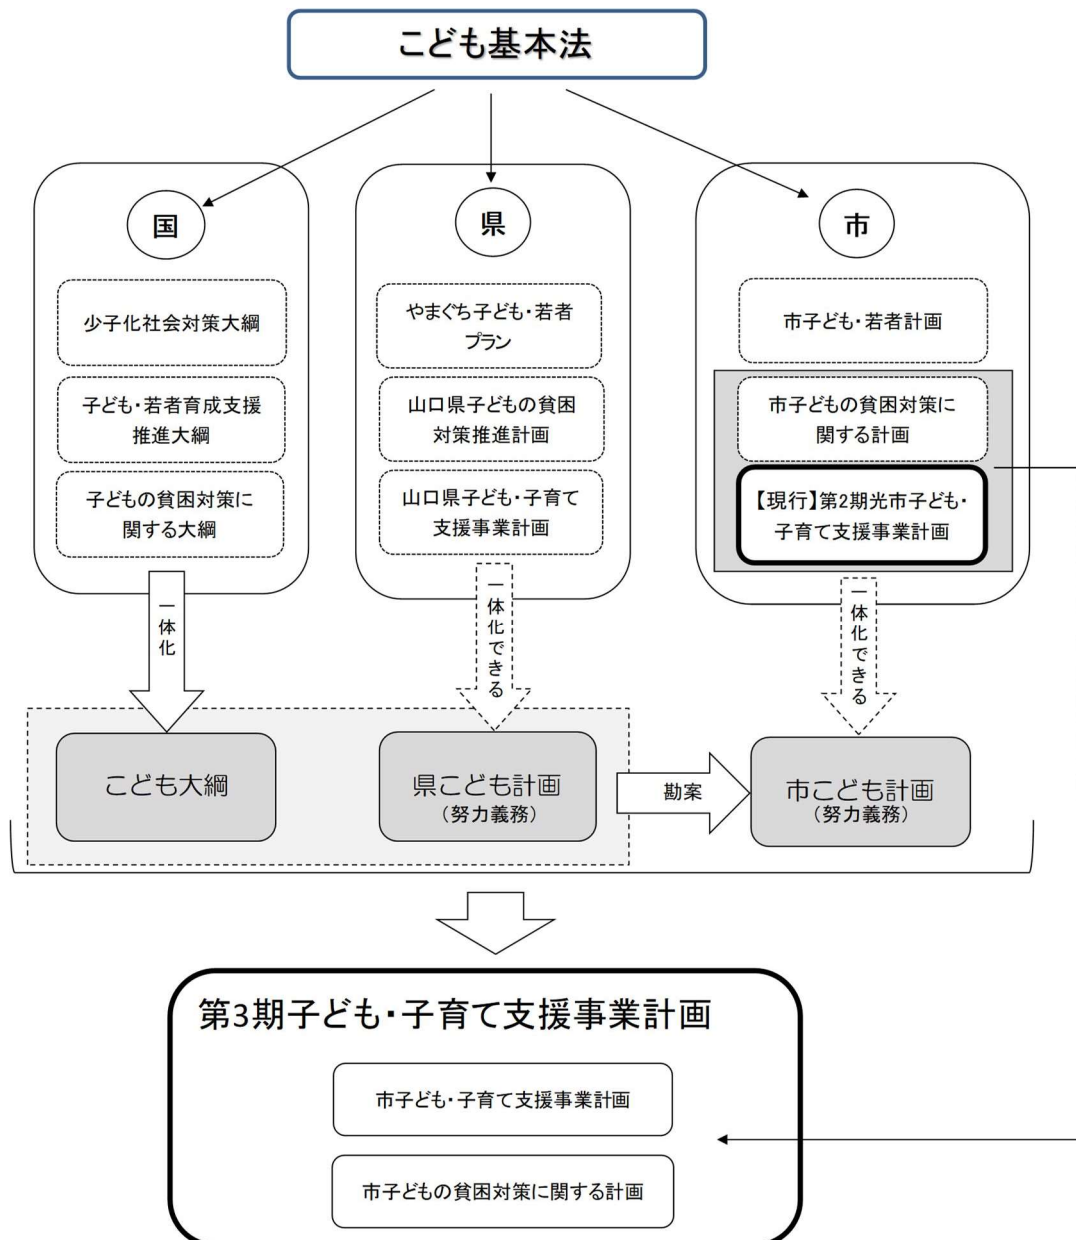 こども基本法
国
少子化社会対策大綱
子ども・若者育成支援
推進大綱
子どもの貧困対策に
関する大綱
県
やまぐち子ども・若者
プラン
山口県子どもの貧困
対策推進計画
山口県子ども・子育て
支援事業計画
市
市子ども・若者計画
市子どもの貧困対策に
関する計画
【現行】第2期光市子ども・
子育て支援事業計画
一体化
一体化できる
一体化できる
こども大綱
県こども計画
（努力義務）
勘案
市こども計画
（努力義務）
第3期子ども・子育て支援事業計画
市子ども・子育て支援事業計画
市子どもの貧困対策に関する計画